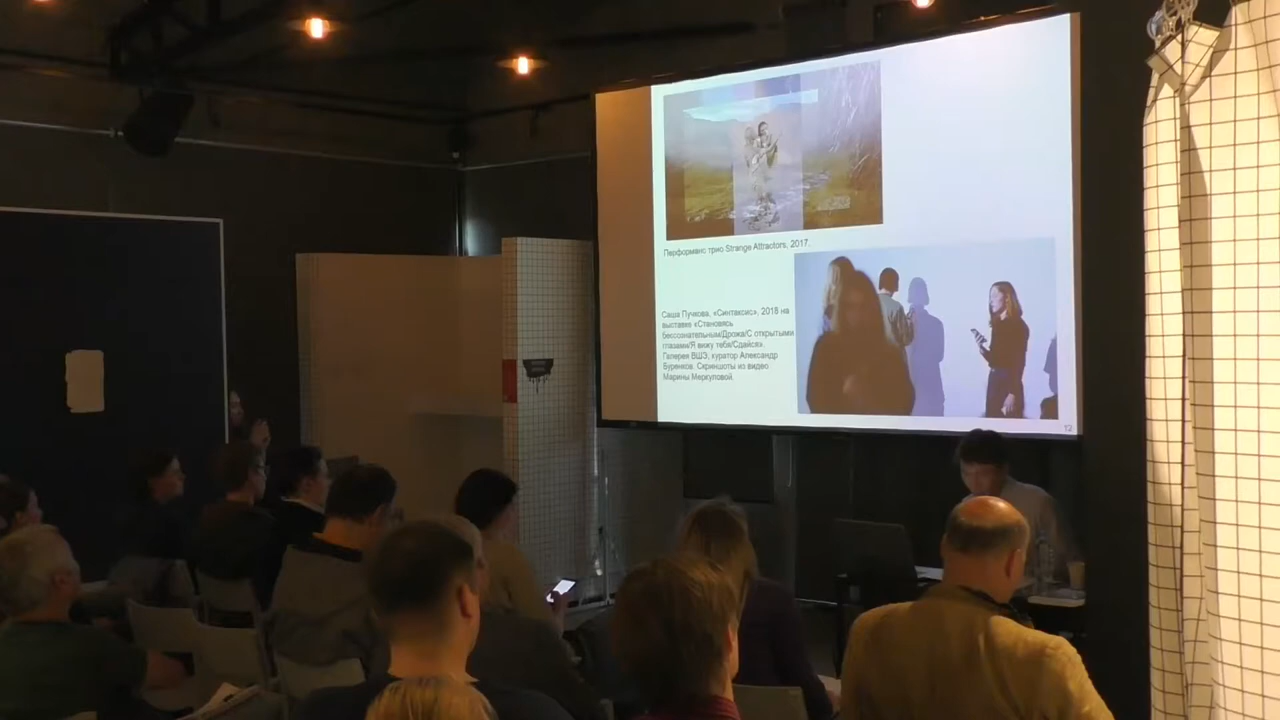 Перформанс трио Strange Attractors, 2017.
Саша Пучкова, «Синтаксис», 2018 на
выставке «Становясь
бессознательным/Дрожа/С открытыми
глазами/Я вижу тебя/Сдайся».
Галерея ВШЭ, куратор Александр
Буренков. Скриншоты из видео
Марины Меркуловой.
12